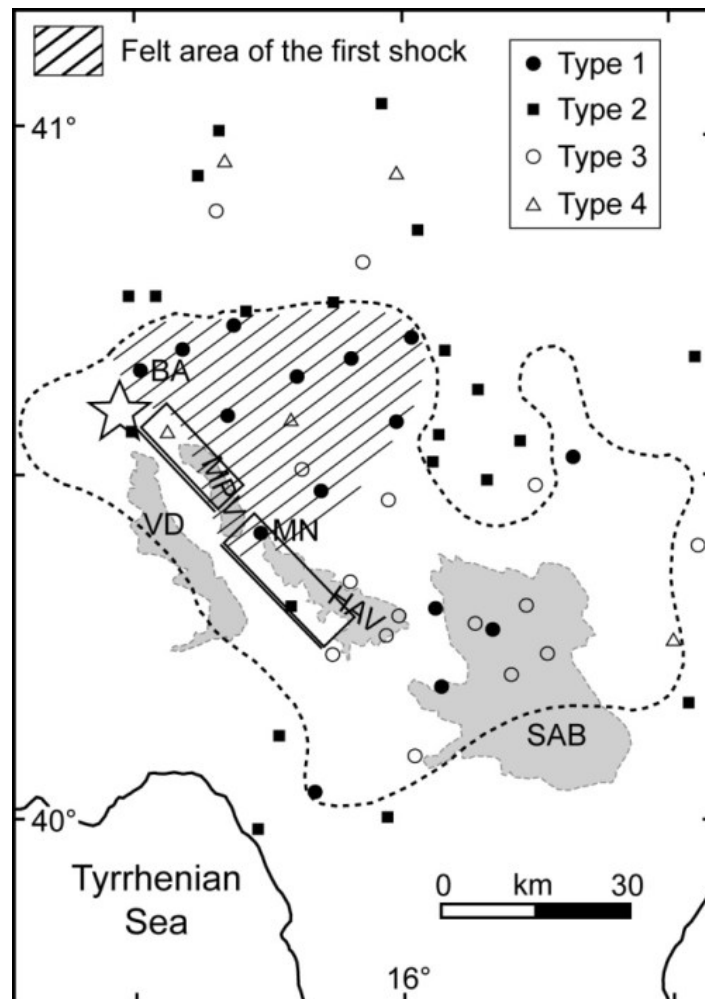 Felt area of the first shock
Type 1
Type 2
Type 3
Type 4
41°
BA
MPV
VD
MN
HAV
SAB
40°
Tyrrhenian
Sea
0 km 30
16°